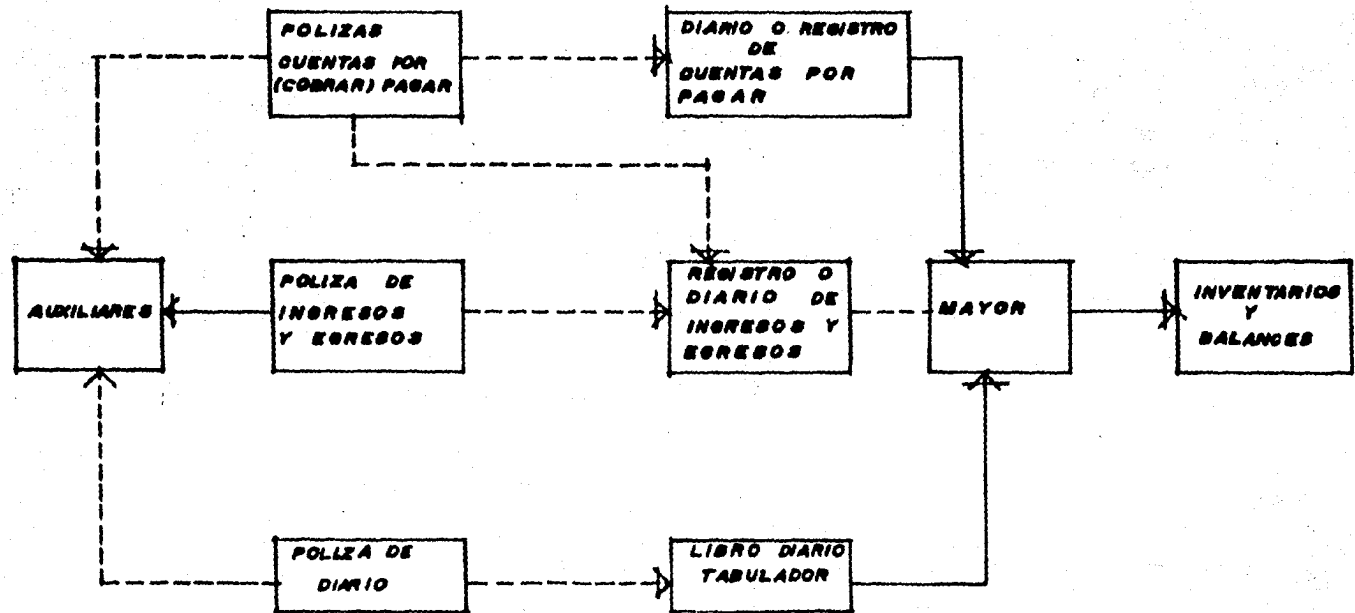 POLIZAS
CUENTAS POR
(COBRAR) PAGAR
DIARIO O REGISTRO
DE
CUENTAS POR
PAGAR
AUXILIARES
POLIZA DE
INGRESOS
Y EGRESOS
REGISTRO O
DIARIO DE
INGRESOS Y
EGRESOS
MAYOR
INVENTARIOS
Y
BALANCES
POLIZA DE
DIARIO
LIBRO DIARIO
TABULADOR